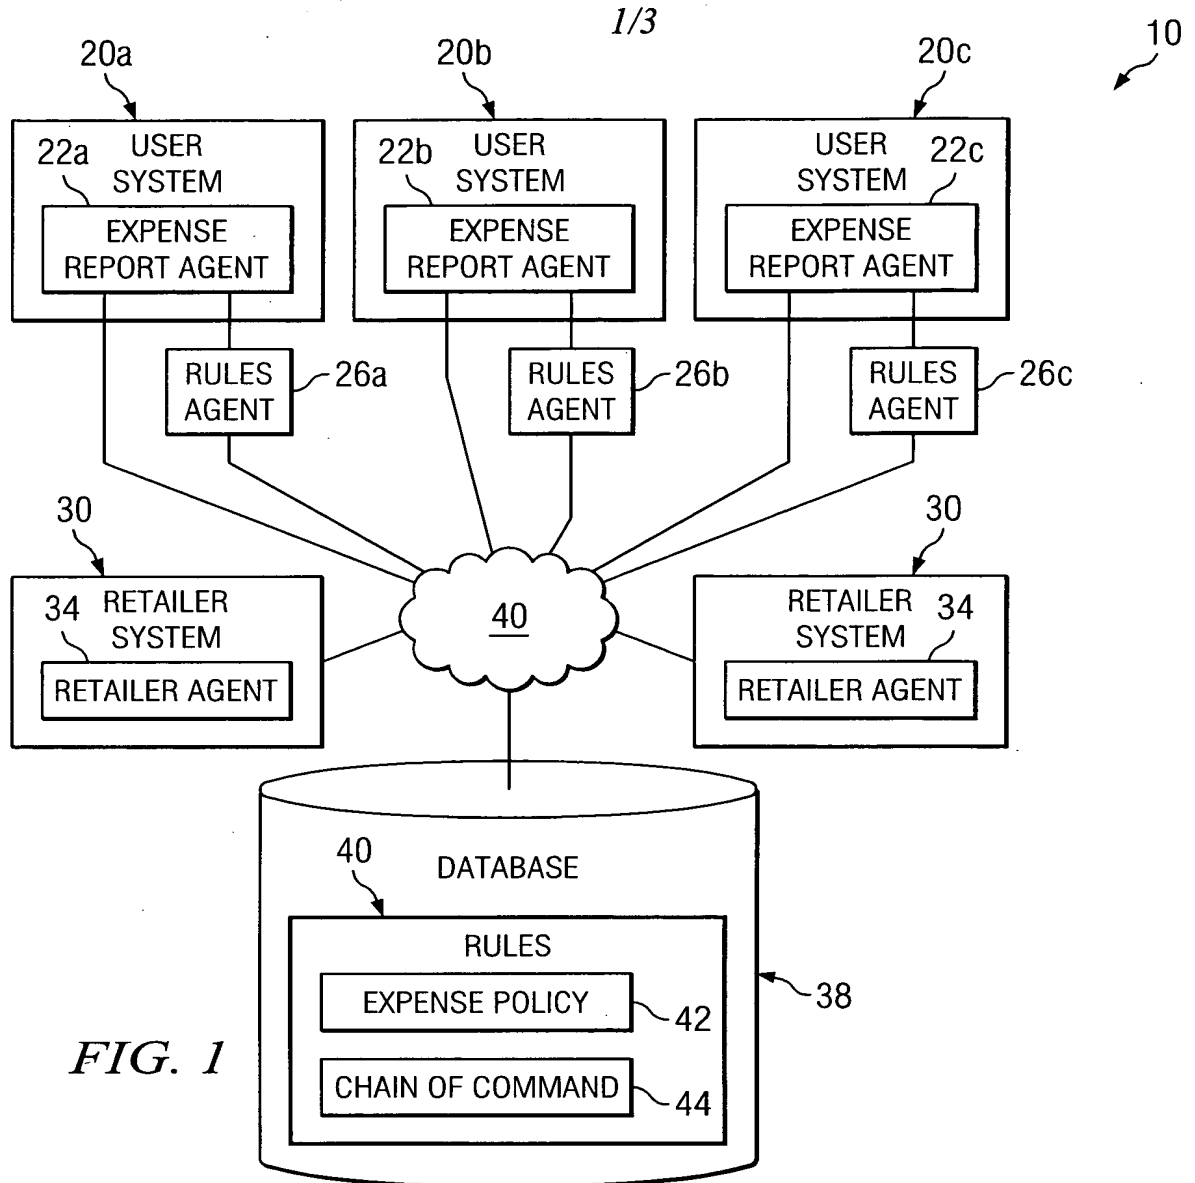 1/3
10
20a
20b
20c
USER
SYSTEM
22a
EXPENSE
REPORT AGENT
USER
SYSTEM
22b
EXPENSE
REPORT AGENT
USER
SYSTEM
22c
EXPENSE
REPORT AGENT
RULES
AGENT
26a
RULES
AGENT
26b
RULES
AGENT
26c
30
RETAILER
SYSTEM
34
RETAILER AGENT
40
30
RETAILER
SYSTEM
34
RETAILER AGENT
DATABASE
40
RULES
EXPENSE POLICY
42
CHAIN OF COMMAND
44
38
FIG. 1